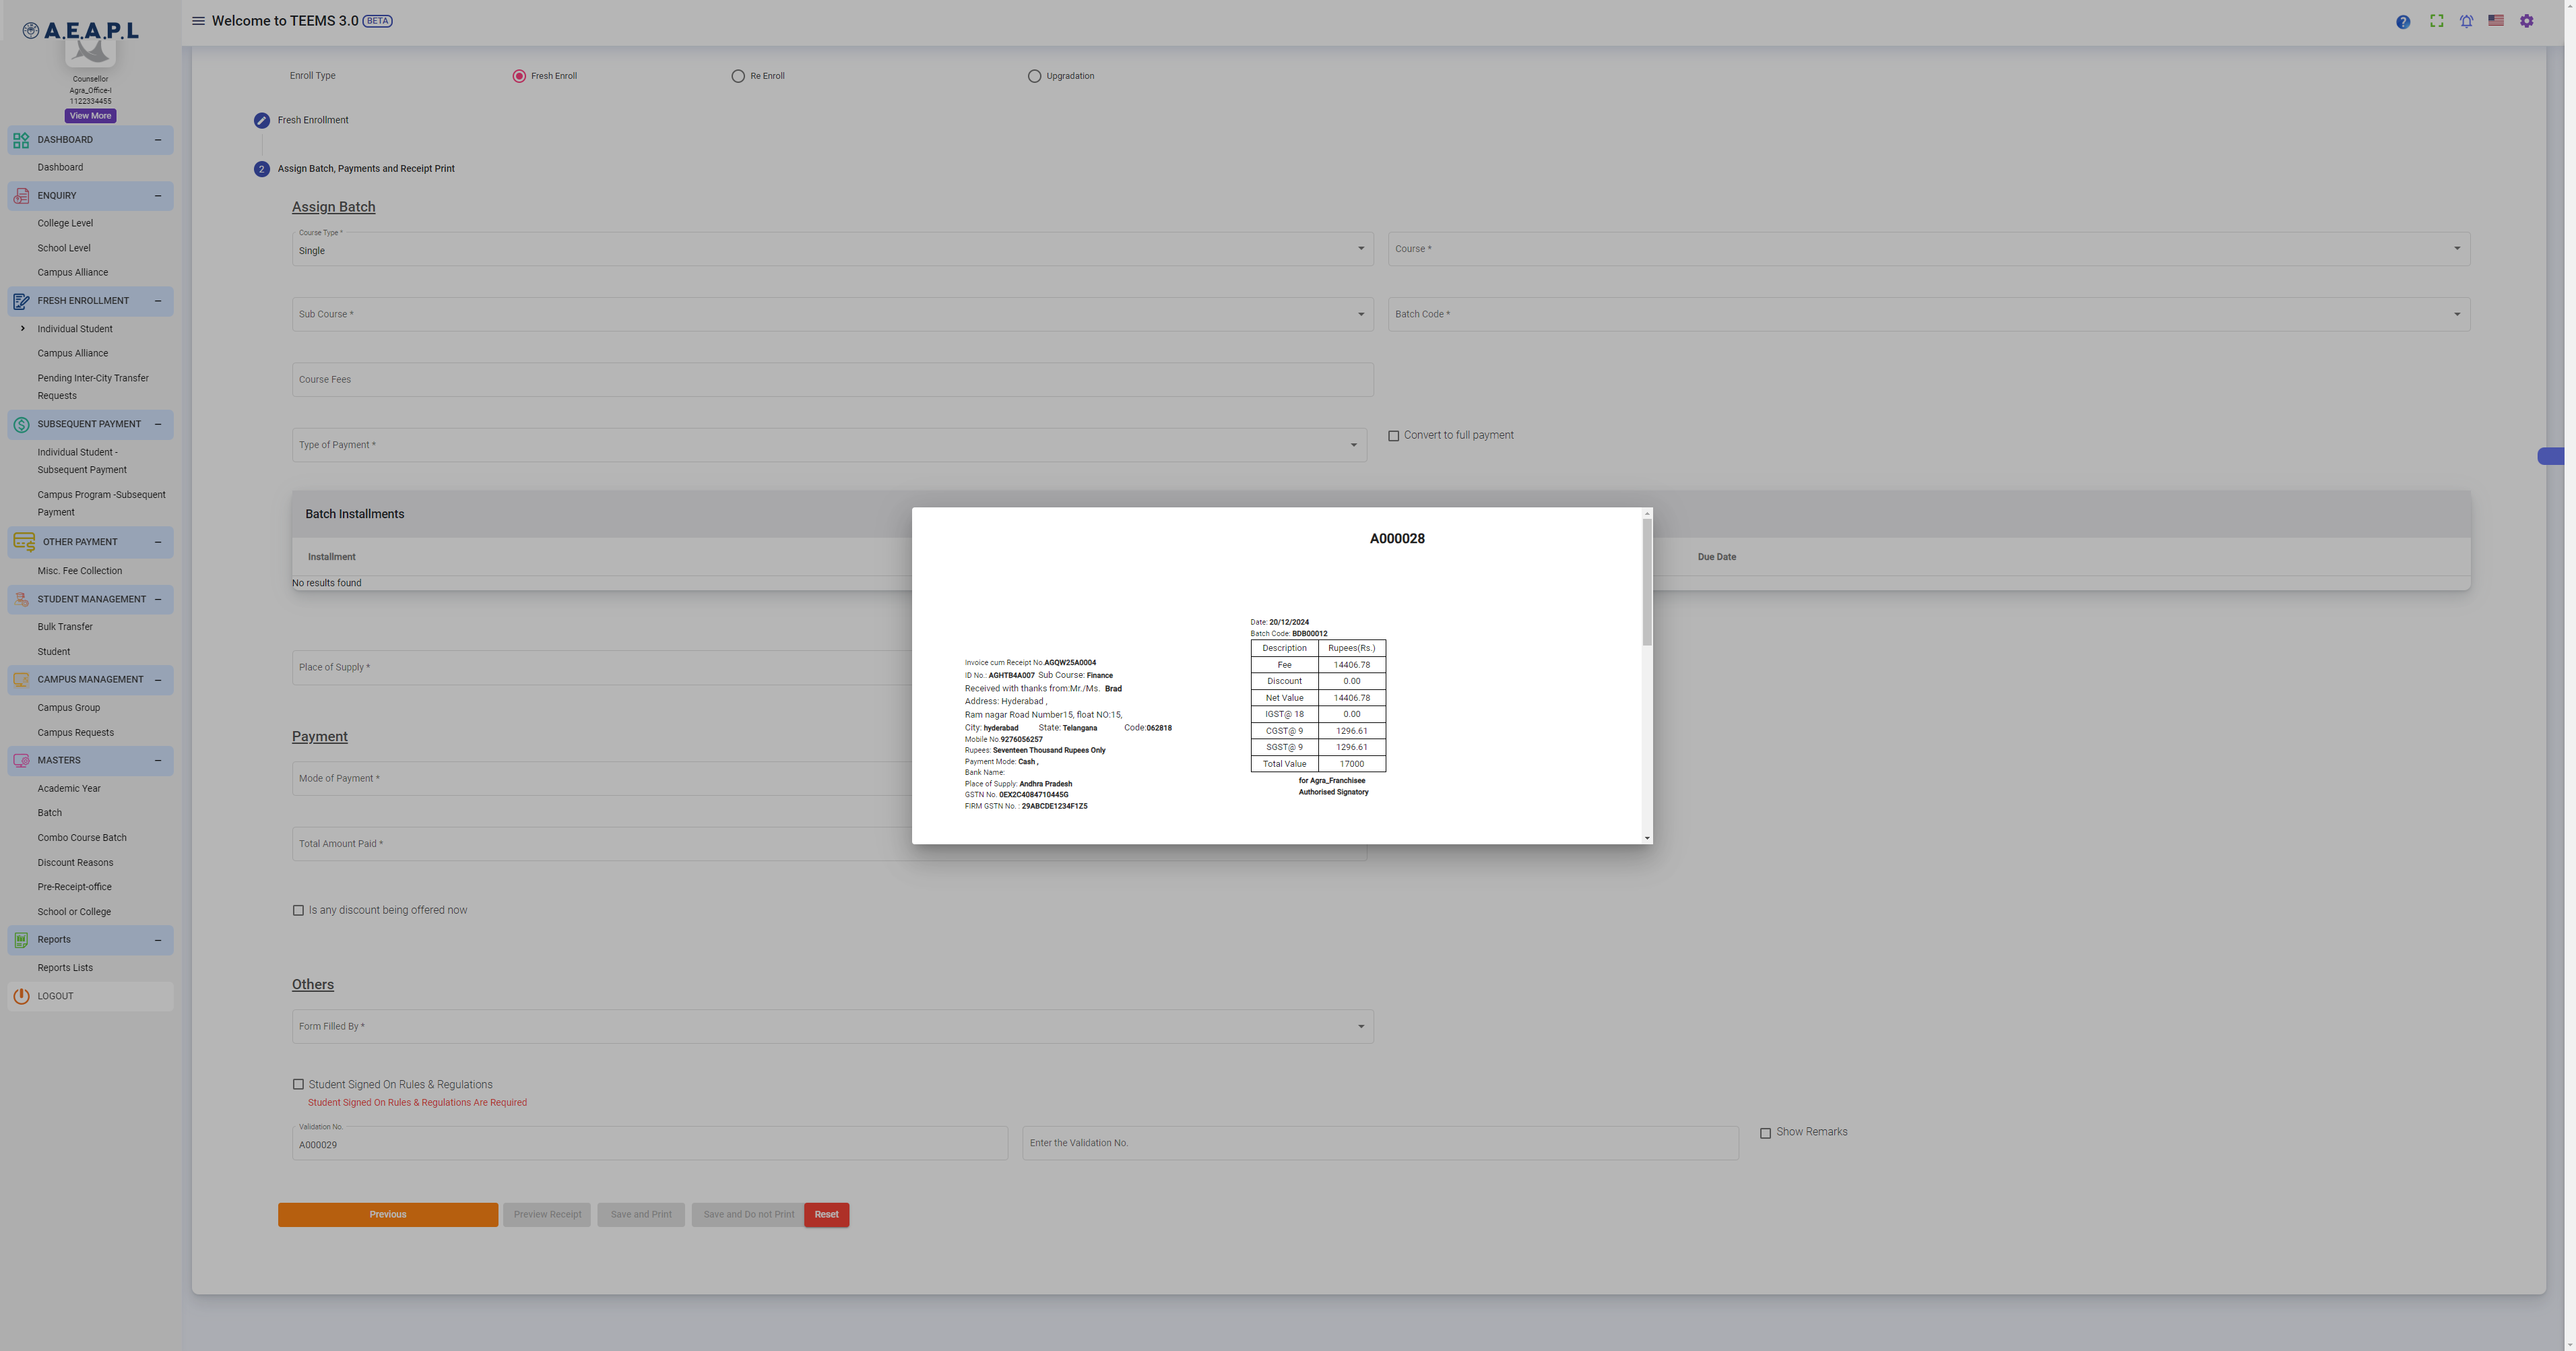 A.E.A.P.L
Counsellor
Agra_Office-I
1122334455
View More
DASHBOARD
Dashboard
ENQUIRY
College Level
School Level
Campus Alliance
FRESH ENROLLMENT
Individual Student
Campus Alliance
Pending Inter-City Transfer
Requests
SUBSEQUENT PAYMENT
Individual Student -
Subsequent Payment
Campus Program -Subsequent
Payment
OTHER PAYMENT
Misc. Fee Collection
STUDENT MANAGEMENT
Bulk Transfer
Student
CAMPUS MANAGEMENT
Campus Group
Campus Requests
MASTERS
Academic Year
Batch
Combo Course Batch
Discount Reasons
Pre-Receipt-office
School or College
Reports
Reports Lists
LOGOUT
Welcome to TEEMS 3.0 BETA
Enroll Type Fresh Enroll Re Enroll Upgradation
Fresh Enrollment
2 Assign Batch, Payments and Receipt Print
Assign Batch
Course Type *
Single
Course *
Sub Course *
Batch Code *
Course Fees
Type of Payment *
Convert to full payment
Batch Installments
Installment Due Date
No results found
Place of Supply *
Payment
Mode of Payment *
Total Amount Paid *
Is any discount being offered now
Others
Form Filled By *
Student Signed On Rules & Regulations
Student Signed On Rules & Regulations Are Required
Validation No.
A000029
Enter the Validation No.
Show Remarks
Previous Preview Receipt Save and Print Save and Do not Print Reset
A000028
Invoice cum Receipt No.AGQW25A0004
ID No.: AGHTB4A007 Sub Course: Finance
Received with thanks from:Mr./Ms. Brad
Address: Hyderabad ,
Ram nagar Road Number15, float NO:15,
City: hyderabad State: Telangana Code:062818
Mobile No.9276056257
Rupees: Seventeen Thousand Rupees Only
Payment Mode: Cash ,
Bank Name:
Place of Supply: Andhra Pradesh
GSTN No. 0EX2C4084710445G
FIRM GSTN No. : 29ABCDE1234F1Z5
Date: 20/12/2024
Batch Code: BDB00012
Description Rupees(Rs.)
Fee 14406.78
Discount 0.00
Net Value 14406.78
IGST@ 18 0.00
CGST@ 9 1296.61
SGST@ 9 1296.61
Total Value 17000
for Agra_Franchisee
Authorised Signatory